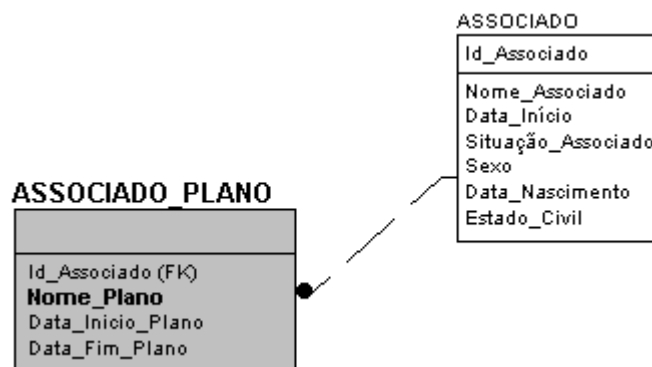 ASSOCIADO
Id_Associado
Nome_Associado
Data_Início
Situação_Associado
Sexo
Data_Nascimento
Estado_Civil
ASSOCIADO_PLANO
Id_Associado (FK)
Nome_Plano
Data_Inicio_Plano
Data_Fim_Plano